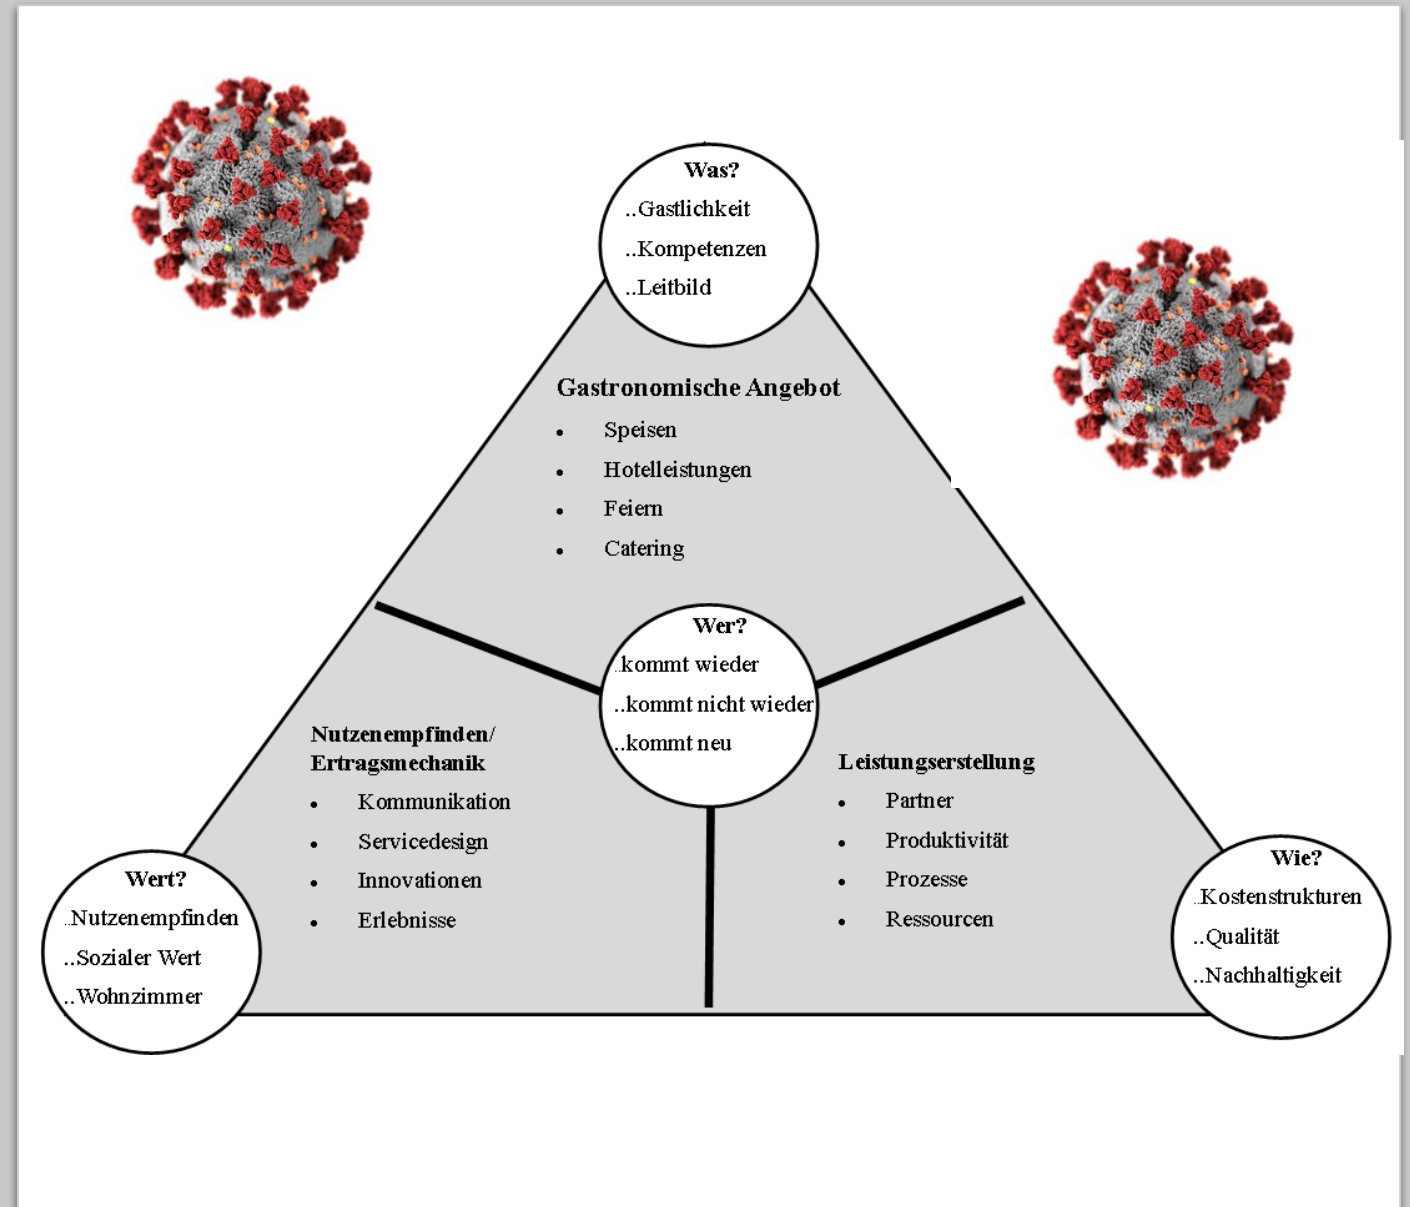 Was?
..Gastlichkeit
..Kompetenzen
..Leitbild
Gastronomische Angebot
• Speisen
• Hotelleistungen
• Feiern
• Catering
Wer?
..kommt wieder
..kommt nicht wieder
..kommt neu
Nutzenempfinden/
Ertragsmechanik
• Kommunikation
• Servicedesign
• Innovationen
• Erlebnisse
Leistungserstellung
• Partner
• Produktivität
• Prozesse
• Ressourcen
Wert?
..Nutzenempfinden
..Sozialer Wert
..Wohnzimmer
Wie?
..Kostenstrukturen
..Qualität
..Nachhaltigkeit